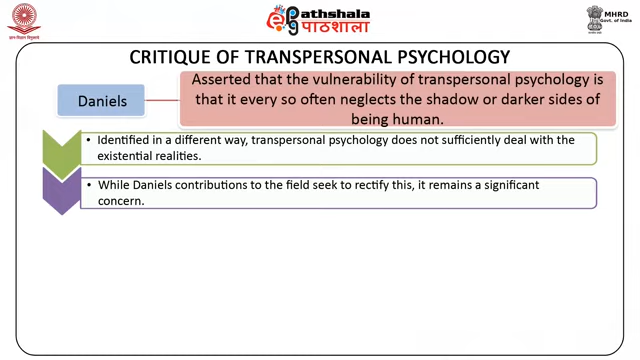 ज्ञान-विज्ञान विमुक्तये
ePathshala
पाठशाला
MHRD
Govt. of India
CRITIQUE OF TRANSPERSONAL PSYCHOLOGY
Daniels
Asserted that the vulnerability of transpersonal psychology is
that it every so often neglects the shadow or darker sides of
being human.
• Identified in a different way, transpersonal psychology does not sufficiently deal with the
existential realities.
• While Daniels contributions to the field seek to rectify this, it remains a significant
concern.